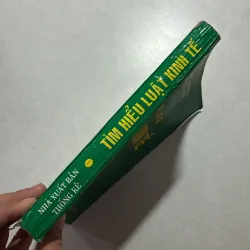 TÌM HIỂU LUẬT KINH TẾ
NHÀ XUẤT BẢN
THỐNG KÊ